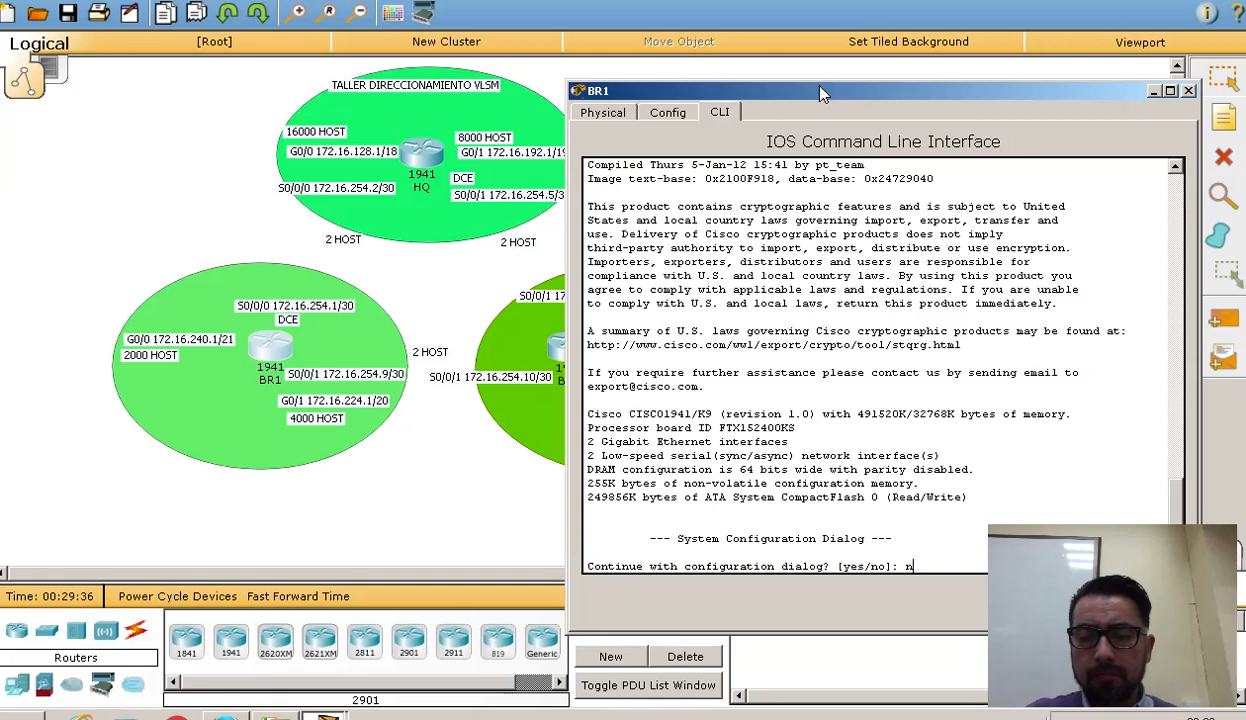 Logical
[Root]
New Cluster
Move Object
Set Tiled Background
Viewport
TALLER DIRECCIONAMIENTO VLSM
16000 HOST
8000 HOST
G0/0 172.16.128.1/18
G0/1 172.16.192.1/19
1941
HQ
DCE
S0/0/0 172.16.254.2/30
S0/0/1 172.16.254.5/3
2 HOST
2 HOST
S0/0/0 172.16.254.1/30
DCE
G0/0 172.16.240.1/21
2000 HOST
1941
BR1
S0/0/1 172.16.254.9/30
G0/1 172.16.224.1/20
4000 HOST
2 HOST
S0/0/1 172.16.254.10/30
S0/0/1 17
BR1
Physical
Config
CLI
IOS Command Line Interface
Compiled Thurs 5-Jan-12 15:41 by pt_team
Image text-base: 0x2100F918, data-base: 0x24729040
This product contains cryptographic features and is subject to United
States and local country laws governing import, export, transfer and
use. Delivery of Cisco cryptographic products does not imply
third-party authority to import, export, distribute or use encryption.
Importers, exporters, distributors and users are responsible for
compliance with U.S. and local country laws. By using this product you
agree to comply with applicable laws and regulations. If you are unable
to comply with U.S. and local laws, return this product immediately.
A summary of U.S. laws governing Cisco cryptographic products may be found at:
http://www.cisco.com/wwl/export/crypto/tool/stqrg.html
If you require further assistance please contact us by sending email to
export@cisco.com.
Cisco CISCO1941/K9 (revision 1.0) with 491520K/32768K bytes of memory.
Processor board ID FTX152400KS
2 Gigabit Ethernet interfaces
2 Low-speed serial(sync/async) network interface(s)
DRAM configuration is 64 bits wide with parity disabled.
255K bytes of non-volatile configuration memory.
249856K bytes of ATA System CompactFlash 0 (Read/Write)
--- System Configuration Dialog ---
Continue with configuration dialog? [yes/no]: n
Time: 00:29:36
Power Cycle Devices
Fast Forward Time
Routers
1841
1941
2620XM
2621XM
2811
2901
2911
819
Generic
2901
New
Delete
Toggle PDU List Window